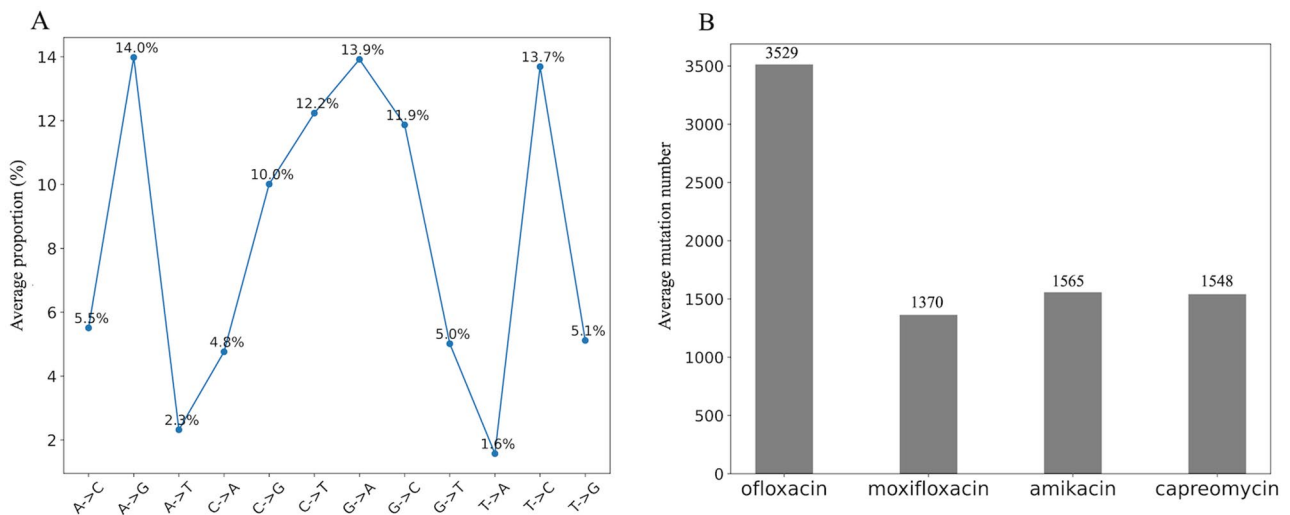 A
Average proportion (%)
14
12
10
8
6
4
2
5.5%
14.0%
2.3%
4.8%
10.0%
12.2%
13.9%
11.9%
5.0%
1.6%
13.7%
5.1%
A->C
A->G
A->T
C->A
C->G
C->T
G->A
G->C
G->T
T->A
T->C
T->G
B
Average mutation number
3500
3000
2500
2000
1500
1000
500
0
3529
1370
1565
1548
ofloxacin
moxifloxacin
amikacin
capreomycin